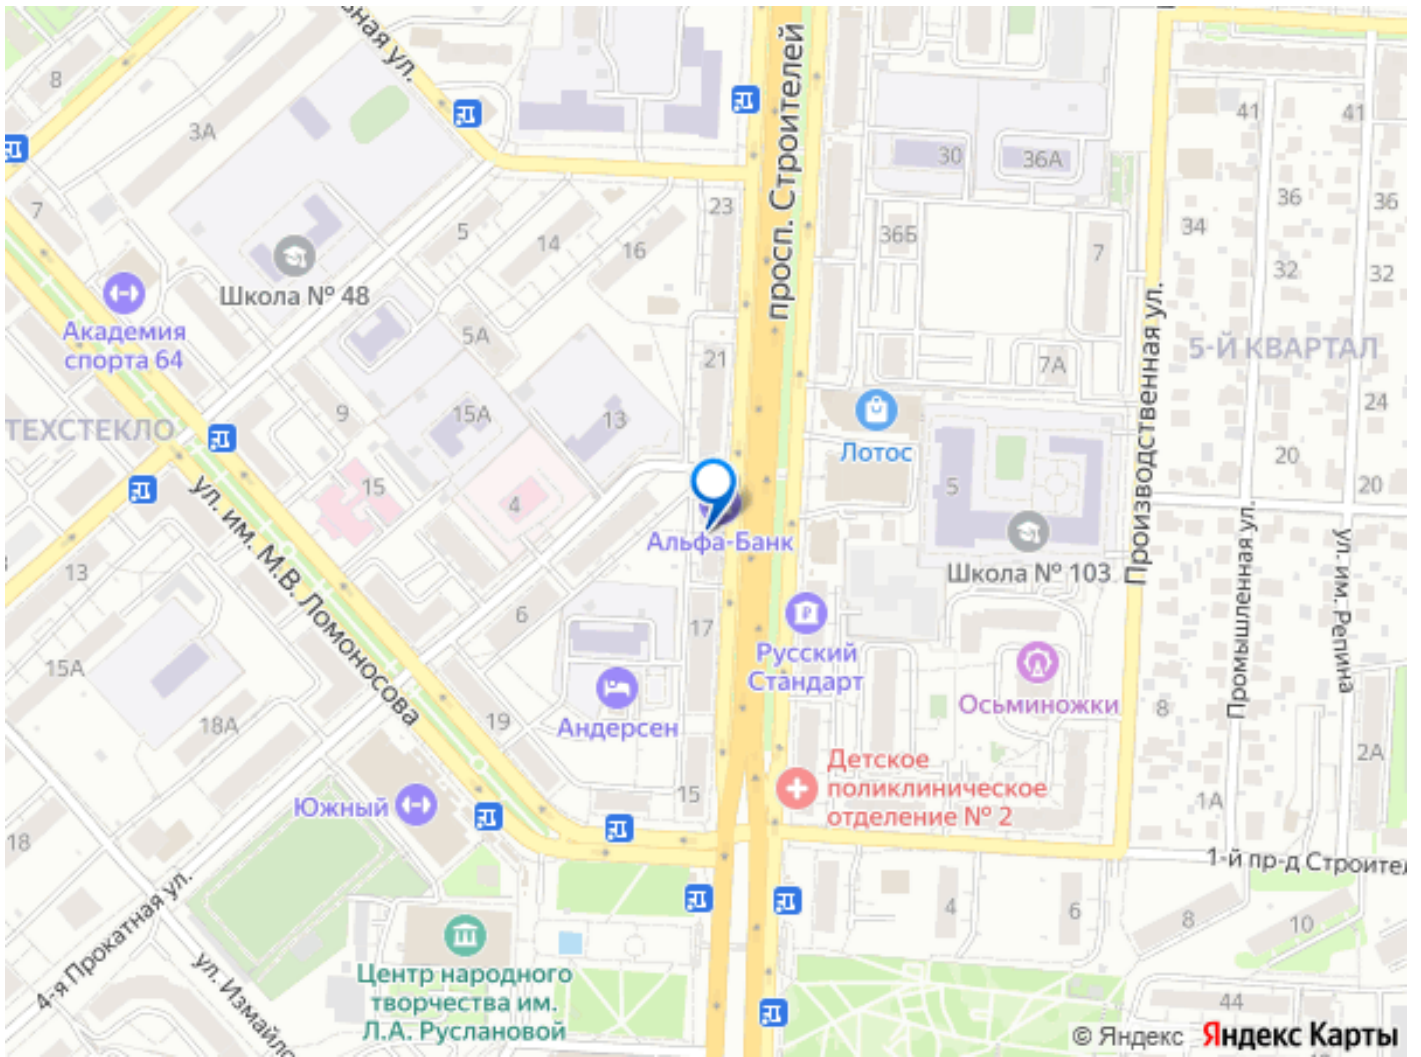 ьная ул.
просп. Строителей
8
3А
41
41
30
36А
7
23
36
36
5
14
16
34
36Б
7
32
32
Школа № 48
Академия
спорта 64
5А
21
7А
5-Й КВАРТАЛ
Производственная ул.
9
15А
13
24
ТЕХСТЕКЛО
Лотос
20
15
4
5
20
ул. им. М.В. Ломоносова
Альфа-Банк
13
Школа № 103
Промышленная ул.
ул. им. Репина
6
17
Русский
Стандарт
15А
Андерсен
Осьминожки
18А
19
8
2А
Южный
15
Детское
поликлиническое
отделение № 2
1А
18
1-й пр-д Строител
4-я Прокатная ул.
4
6
8
10
ул. Измайло
Центр народного
творчества им.
Л.А. Руслановой
44
© Яндекс Яндекс Карты